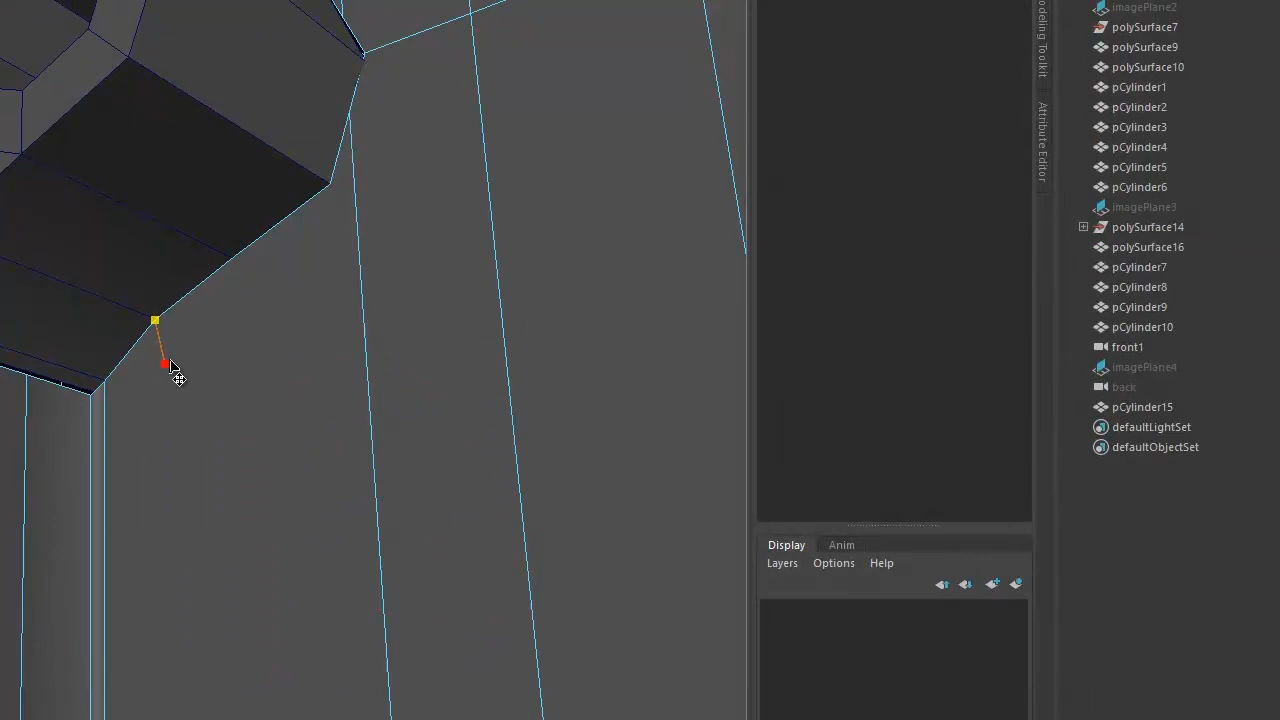 imagePlane2
polySurface7
polySurface9
polySurface10
pCylinder1
pCylinder2
pCylinder3
pCylinder4
pCylinder5
pCylinder6
imagePlane3
polySurface14
polySurface16
pCylinder7
pCylinder8
pCylinder9
pCylinder10
front1
imagePlane4
back
pCylinder15
defaultLightSet
defaultObjectSet
odeling Toolkit
Attribute Editor
Display Anim
Layers Options Help